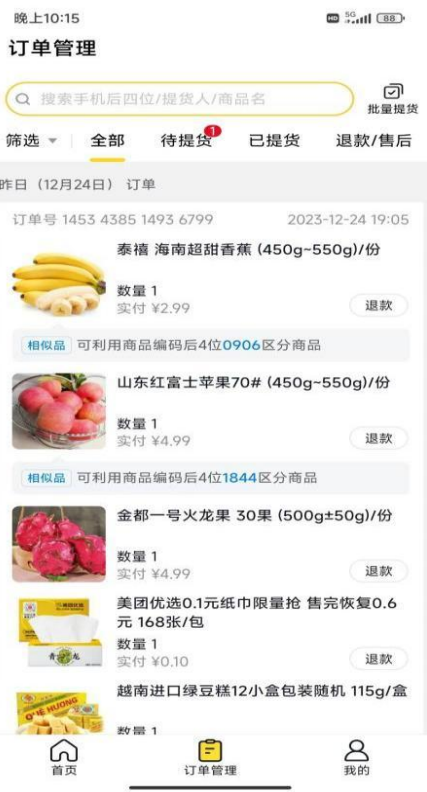 晚上10:15
HD 5G 88
订单管理
搜索手机后四位/提货人/商品名
批量提货
筛选 全部 待提货 1 已提货 退款/售后
昨日（12月24日） 订单
订单号 1453 4385 1493 6799 2023-12-24 19:05
泰禧 海南超甜香蕉 (450g~550g)/份
数量 1
实付 ¥2.99 退款
相似品 可利用商品编码后4位0906区分商品
山东红富士苹果70# (450g~550g)/份
数量 1
实付 ¥4.99 退款
相似品 可利用商品编码后4位1844区分商品
金都一号火龙果 30果 (500g±50g)/份
数量 1
实付 ¥4.99 退款
美团优选0.1元纸巾限量抢 售完恢复0.6
元 168张/包
数量 1
实付 ¥0.10 退款
越南进口绿豆糕12小盒包装随机 115g/盒
QUÊ HƯƠNG
数量 1
首页 订单管理 我的